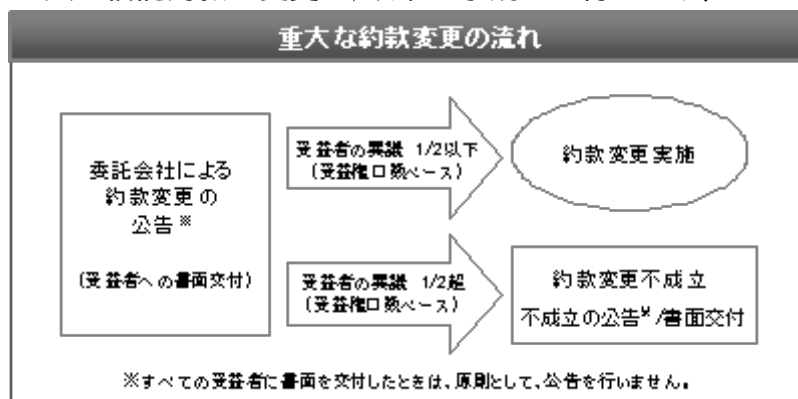 重大な約款変更の流れ
委託会社による
約款変更の
公告※
(受益者への書面交付)
受益者の異議 1/2以下
(受益権口数ベース)
約款変更実施
受益者の異議 1/2超
(受益権口数ベース)
約款変更不成立
不成立の公告※/書面交付
※すべての受益者に書面を交付したときは、原則として、公告を行いません。